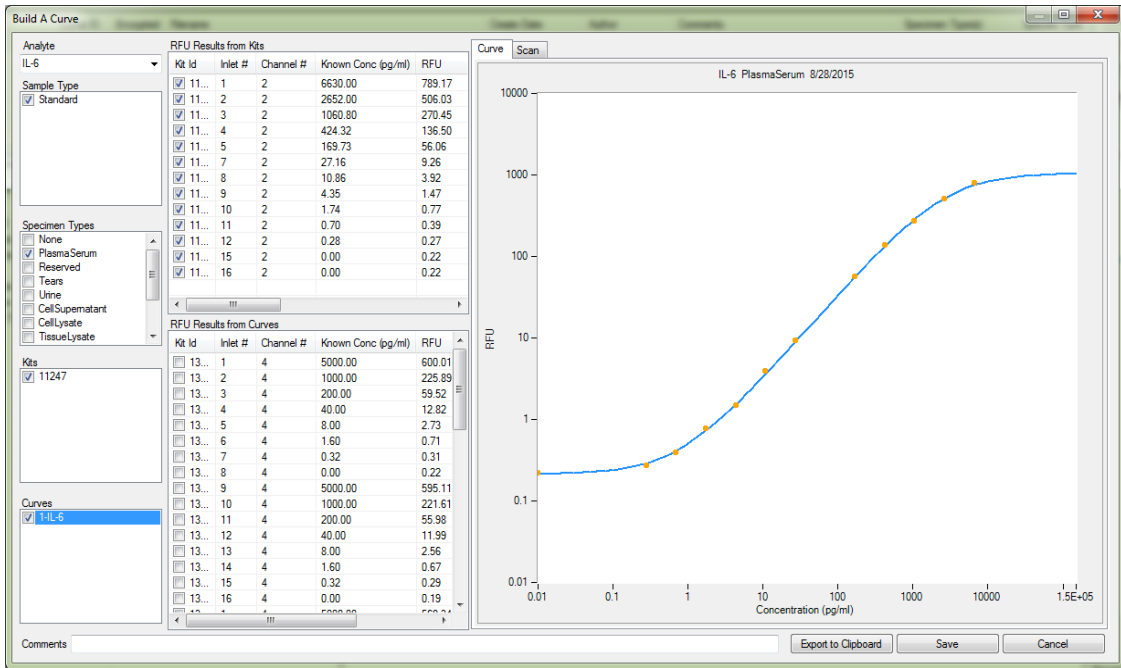 Build A Curve
Analyte
IL-6
Sample Type
Standard
Specimen Types
None
PlasmaSerum
Reserved
Tears
Urine
CellSupernatant
CellLysate
TissueLysate
Kits
11247
Curves
1-IL-6
RFU Results from Kits
Kit Id Inlet # Channel # Known Conc (pg/ml) RFU
11... 1 2 6630.00 789.17
11... 2 2 2652.00 506.03
11... 3 2 1060.80 270.45
11... 4 2 424.32 136.50
11... 5 2 169.73 56.06
11... 7 2 27.16 9.26
11... 8 2 10.86 3.92
11... 9 2 4.35 1.47
11... 10 2 1.74 0.77
11... 11 2 0.70 0.39
11... 12 2 0.28 0.27
11... 15 2 0.00 0.22
11... 16 2 0.00 0.22
RFU Results from Curves
Kit Id Inlet # Channel # Known Conc (pg/ml) RFU
13... 1 4 5000.00 600.01
13... 2 4 1000.00 225.89
13... 3 4 200.00 59.52
13... 4 4 40.00 12.82
13... 5 4 8.00 2.73
13... 6 4 1.60 0.71
13... 7 4 0.32 0.31
13... 8 4 0.00 0.22
13... 9 4 5000.00 595.11
13... 10 4 1000.00 221.61
13... 11 4 200.00 55.98
13... 12 4 40.00 11.99
13... 13 4 8.00 2.56
13... 14 4 1.60 0.67
13... 15 4 0.32 0.29
13... 16 4 0.00 0.19
Curve Scan
IL-6 PlasmaSerum 8/28/2015
10000
1000
100
10
1
0.1
0.01
RFU
0.01 0.1 1 10 100 1000 10000 1.5E+05
Concentration (pg/ml)
Comments
Export to Clipboard Save Cancel